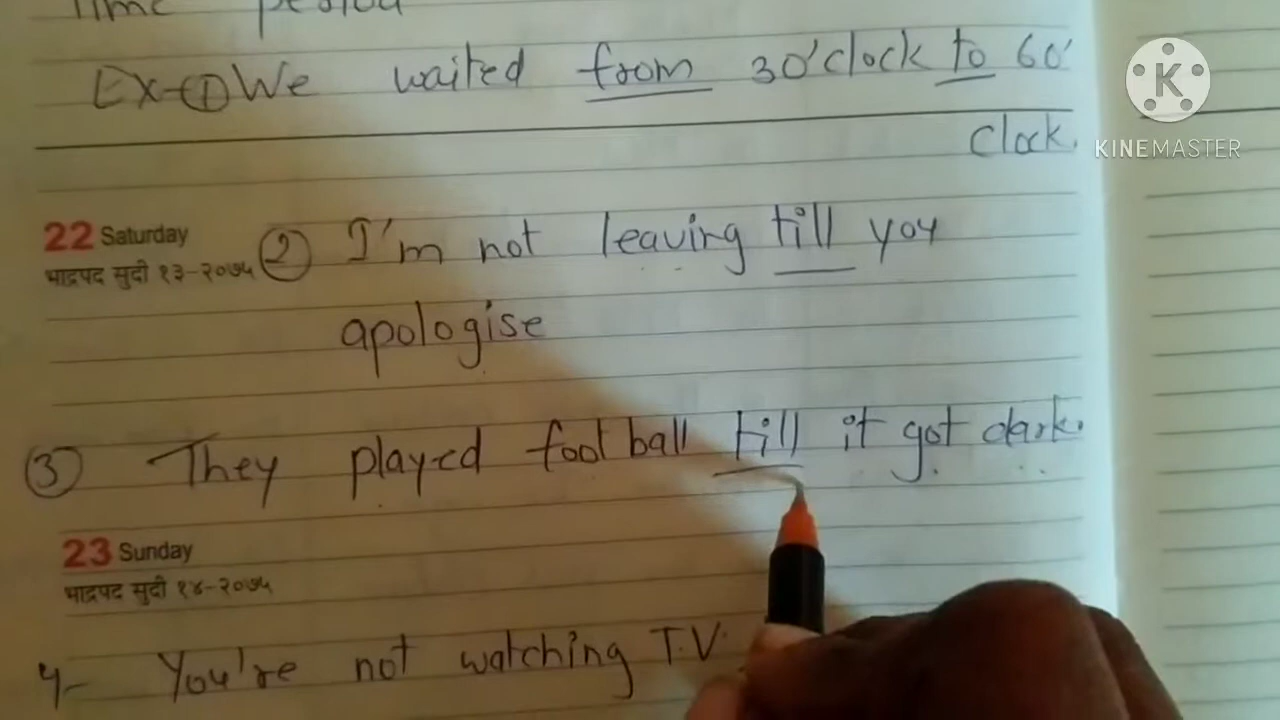 Time period
Ex-① We waited from 3 O'clock to 6 O'
clock.
KINEMASTER
22 Saturday
भाद्रपद सुदी १३-२०७५
② I'm not leaving till you
apologise
③ They played football till it got dark.
23 Sunday
भाद्रपद सुदी १४-२०७५
4- You're not watching T.V.